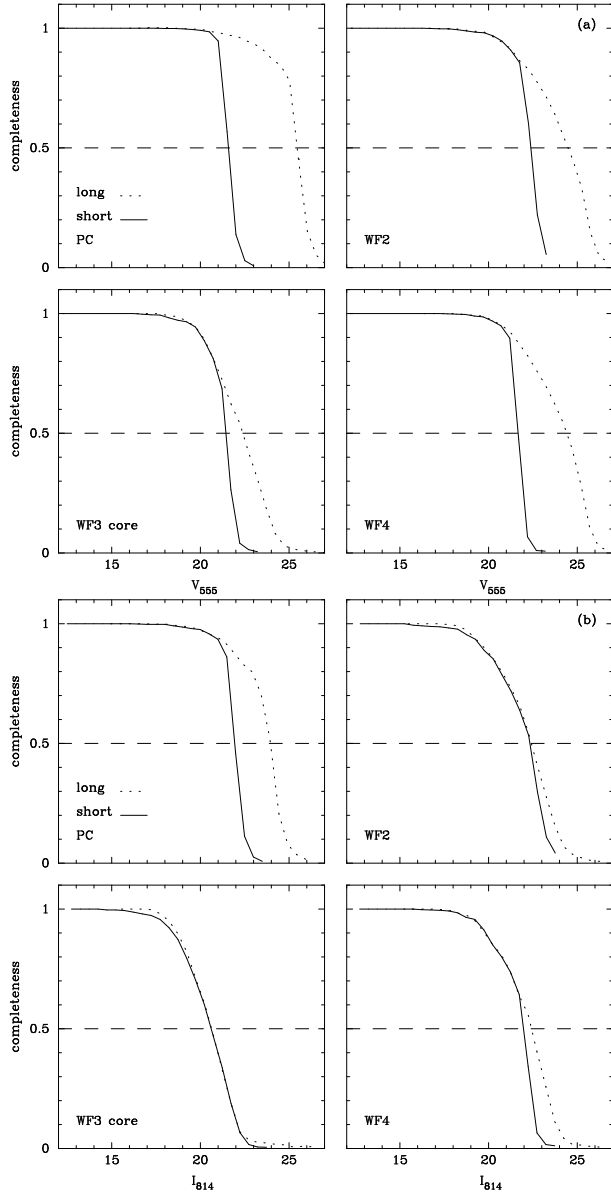 (a)
completeness
1
0.5
0
long
short
PC
WF2
completeness
1
0.5
0
WF3 core
WF4
15 20 25 15 20 25
V555 V555
(b)
completeness
1
0.5
0
long
short
PC
WF2
completeness
1
0.5
0
WF3 core
WF4
15 20 25 15 20 25
I814 I814